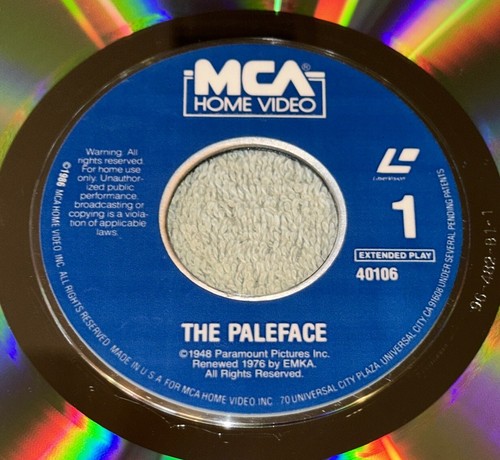 MCA®
HOME VIDEO
Warning. All
rights reserved.
For home use
only. Unauthor-
ized public
performance,
broadcasting or
copying is a viola-
tion of applicable
laws.
LaserVision
1
EXTENDED PLAY
40106
THE PALEFACE
©1948 Paramount Pictures Inc.
Renewed 1976 by EMKA.
All Rights Reserved.
©1986 MCA HOME VIDEO INC. ALL RIGHTS RESERVED. MADE IN U.S.A. FOR MCA HOME VIDEO INC 70 UNIVERSAL CITY PLAZA, UNIVERSAL CITY CA 91608 UNDER SEVERAL PENDING PATENTS